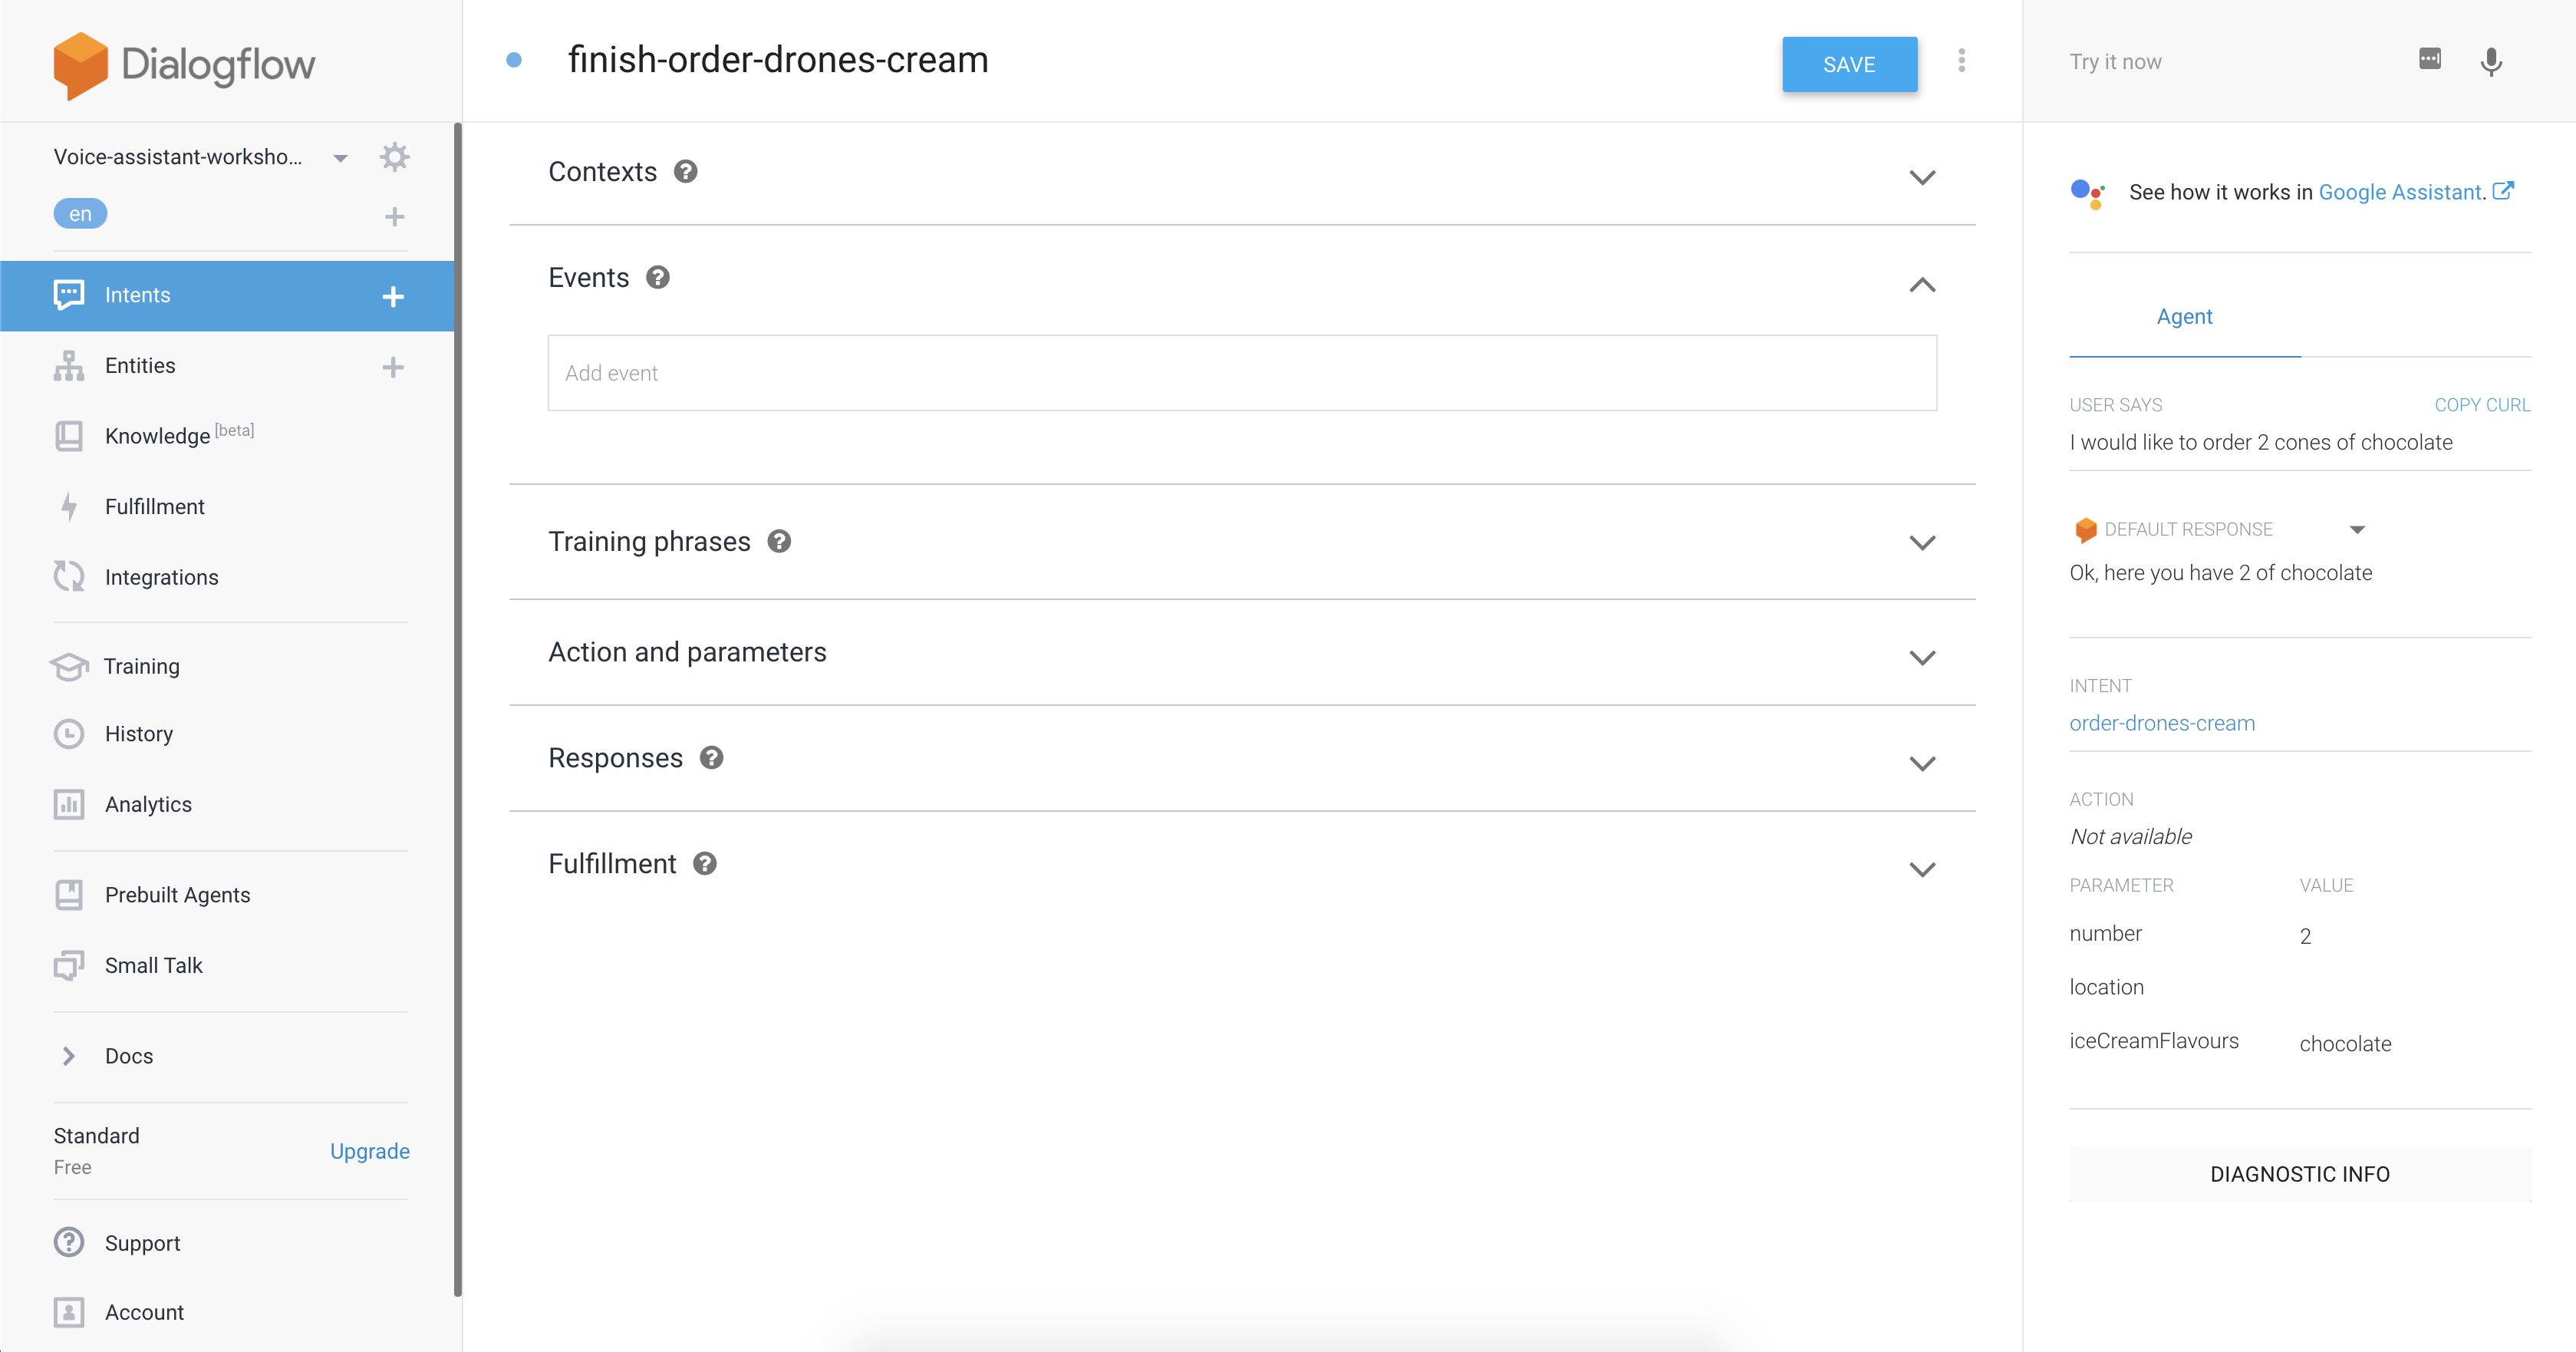 Dialogflow
Voice-assistant-worksho...
en
Intents
Entities
Knowledge [beta]
Fulfillment
Integrations
Training
History
Analytics
Prebuilt Agents
Small Talk
Docs
Standard
Free
Upgrade
Support
Account
finish-order-drones-cream
SAVE
Contexts ?
Events ?
Add event
Training phrases ?
Action and parameters
Responses ?
Fulfillment ?
Try it now
See how it works in Google Assistant.
Agent
USER SAYS COPY CURL
I would like to order 2 cones of chocolate
DEFAULT RESPONSE
Ok, here you have 2 of chocolate
INTENT
order-drones-cream
ACTION
Not available
PARAMETER VALUE
number 2
location
iceCreamFlavours chocolate
DIAGNOSTIC INFO